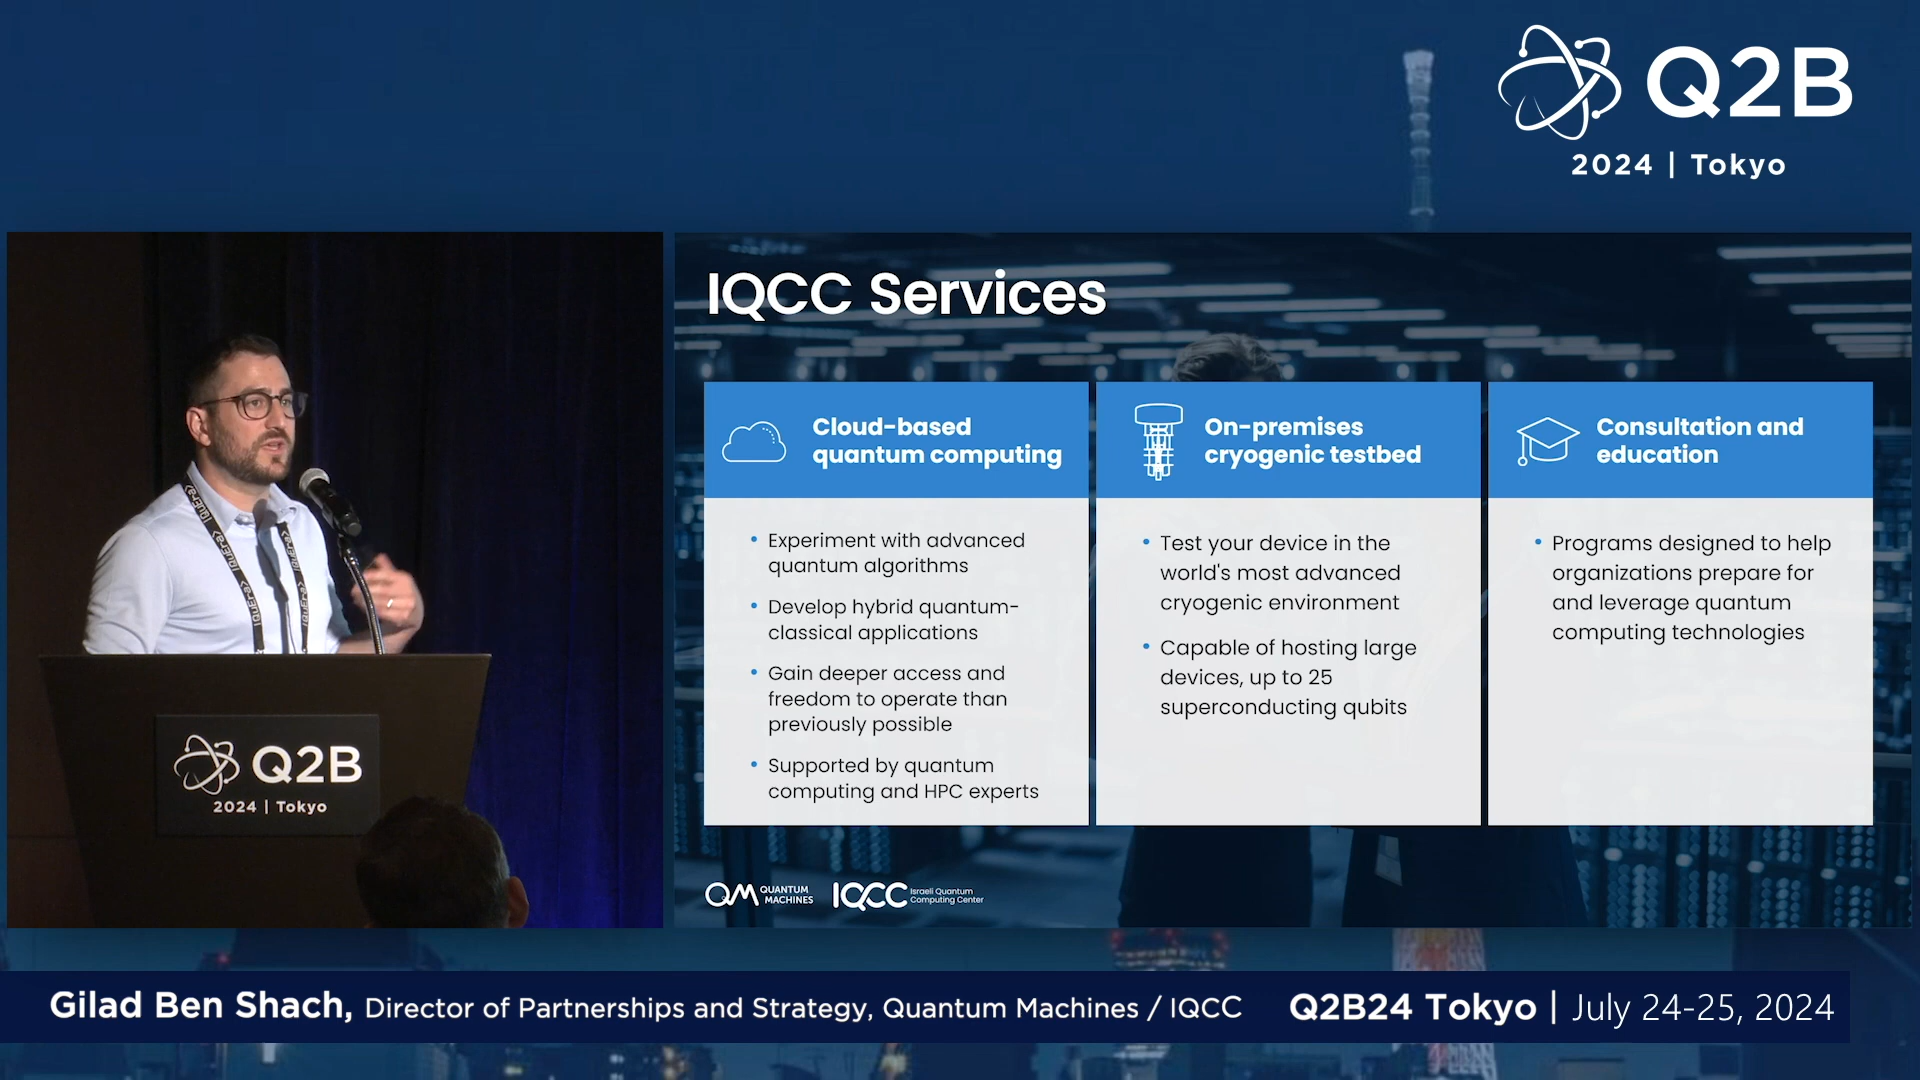 Q2B
2024 | Tokyo
IQCC Services
Cloud-based
quantum computing
• Experiment with advanced
quantum algorithms
• Develop hybrid quantum-
classical applications
• Gain deeper access and
freedom to operate than
previously possible
• Supported by quantum
computing and HPC experts
On-premises
cryogenic testbed
• Test your device in the
world's most advanced
cryogenic environment
• Capable of hosting large
devices, up to 25
superconducting qubits
Consultation and
education
• Programs designed to help
organizations prepare for
and leverage quantum
computing technologies
QM QUANTUM
MACHINES
IQCC Israeli Quantum
Computing Center
IQuEra>
IQuEra>
IQuEra>
IQuEra>
Q2B
2024 | Tokyo
Gilad Ben Shach, Director of Partnerships and Strategy, Quantum Machines / IQCC
Q2B24 Tokyo | July 24-25, 2024